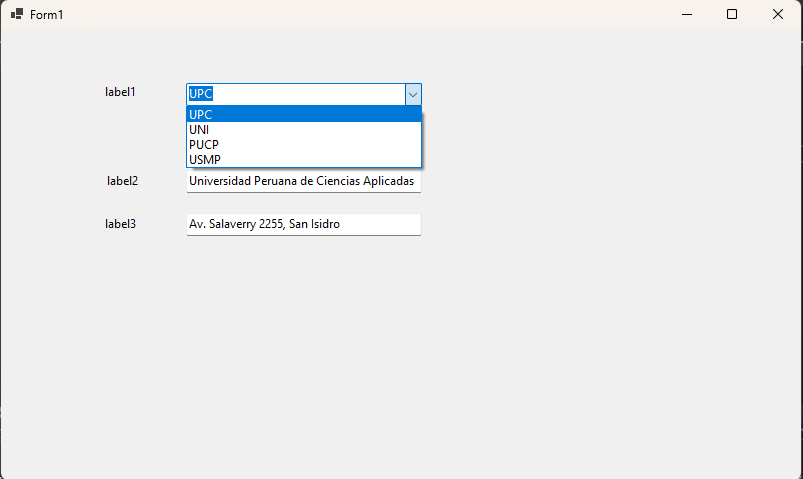 Form1
label1
UPC
UPC
UNI
PUCP
USMP
label2
Universidad Peruana de Ciencias Aplicadas
label3
Av. Salaverry 2255, San Isidro